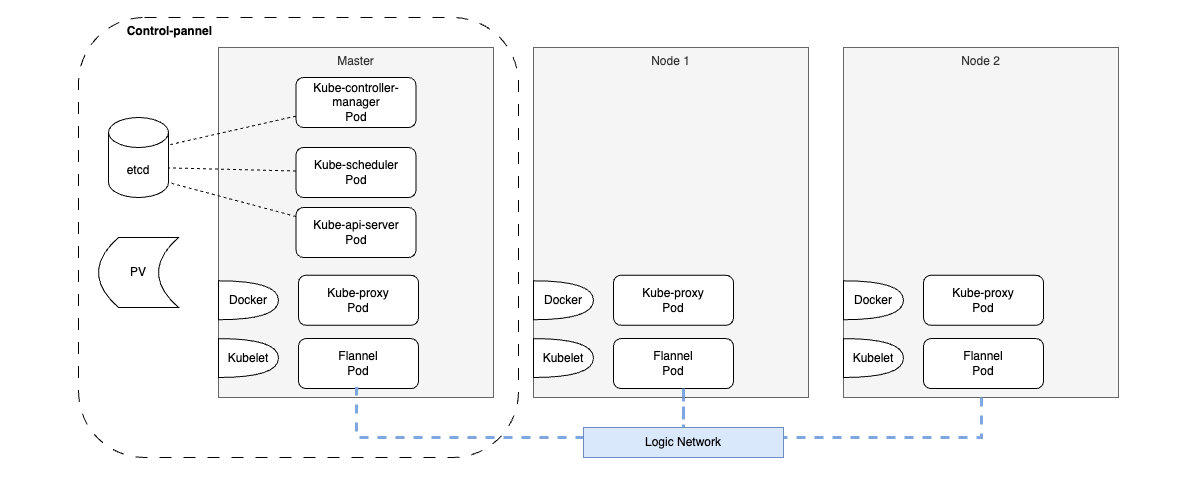 Control-pannel
Master
Node 1
Node 2
Kube-controller-
manager
Pod
etcd
Kube-scheduler
Pod
Kube-api-server
Pod
PV
Docker
Kube-proxy
Pod
Docker
Kube-proxy
Pod
Docker
Kube-proxy
Pod
Kubelet
Flannel
Pod
Kubelet
Flannel
Pod
Kubelet
Flannel
Pod
Logic Network